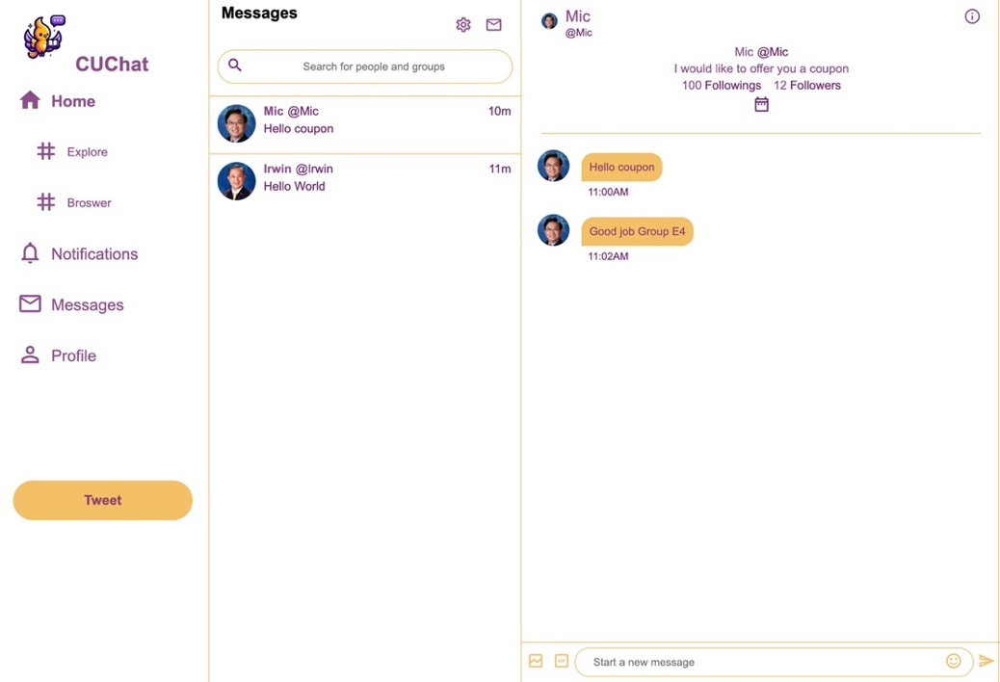 CUChat
Home
Explore
Broswer
Notifications
Messages
Profile
Tweet
Messages
Search for people and groups
Mic @Mic 10m
Hello coupon
Irwin @Irwin 11m
Hello World
Mic
@Mic
Mic @Mic
I would like to offer you a coupon
100 Followings 12 Followers
Hello coupon
11:00AM
Good job Group E4
11:02AM
GIF
Start a new message